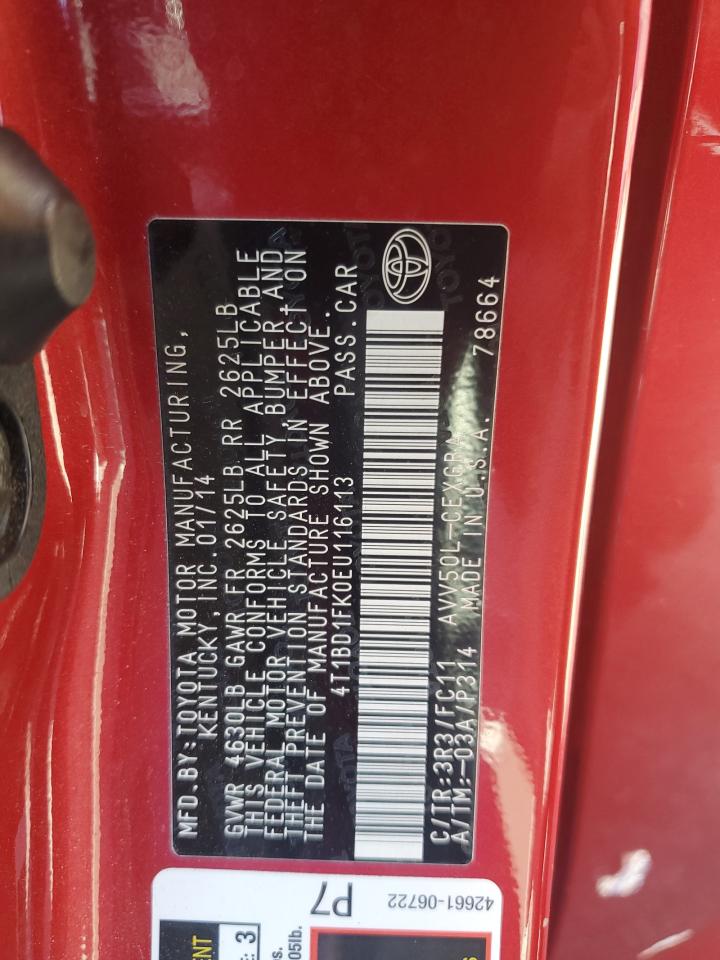 MFD.BY:TOYOTA MOTOR MANUFACTURING,
KENTUCKY,INC.01/14
GVWR 4630LB GAWR FR 2625LB RR 2625LB
THIS VEHICLE CONFORMS TO ALL APPLICABLE
FEDERAL MOTOR VEHICLE SAFETY, BUMPER,AND
THEFT PREVENTION STANDARDS IN EFFECT ON
THE DATE OF MANUFACTURE SHOWN ABOVE.
4T1BD1FK0EU116113 PASS.CAR
C/TR:3R3/FC11 AVV50L-CEXGBA
A/TM:-03A/P314 MADE IN U.S.A. 78664
P7
42661-06722
ENT
E: 3
05lb.